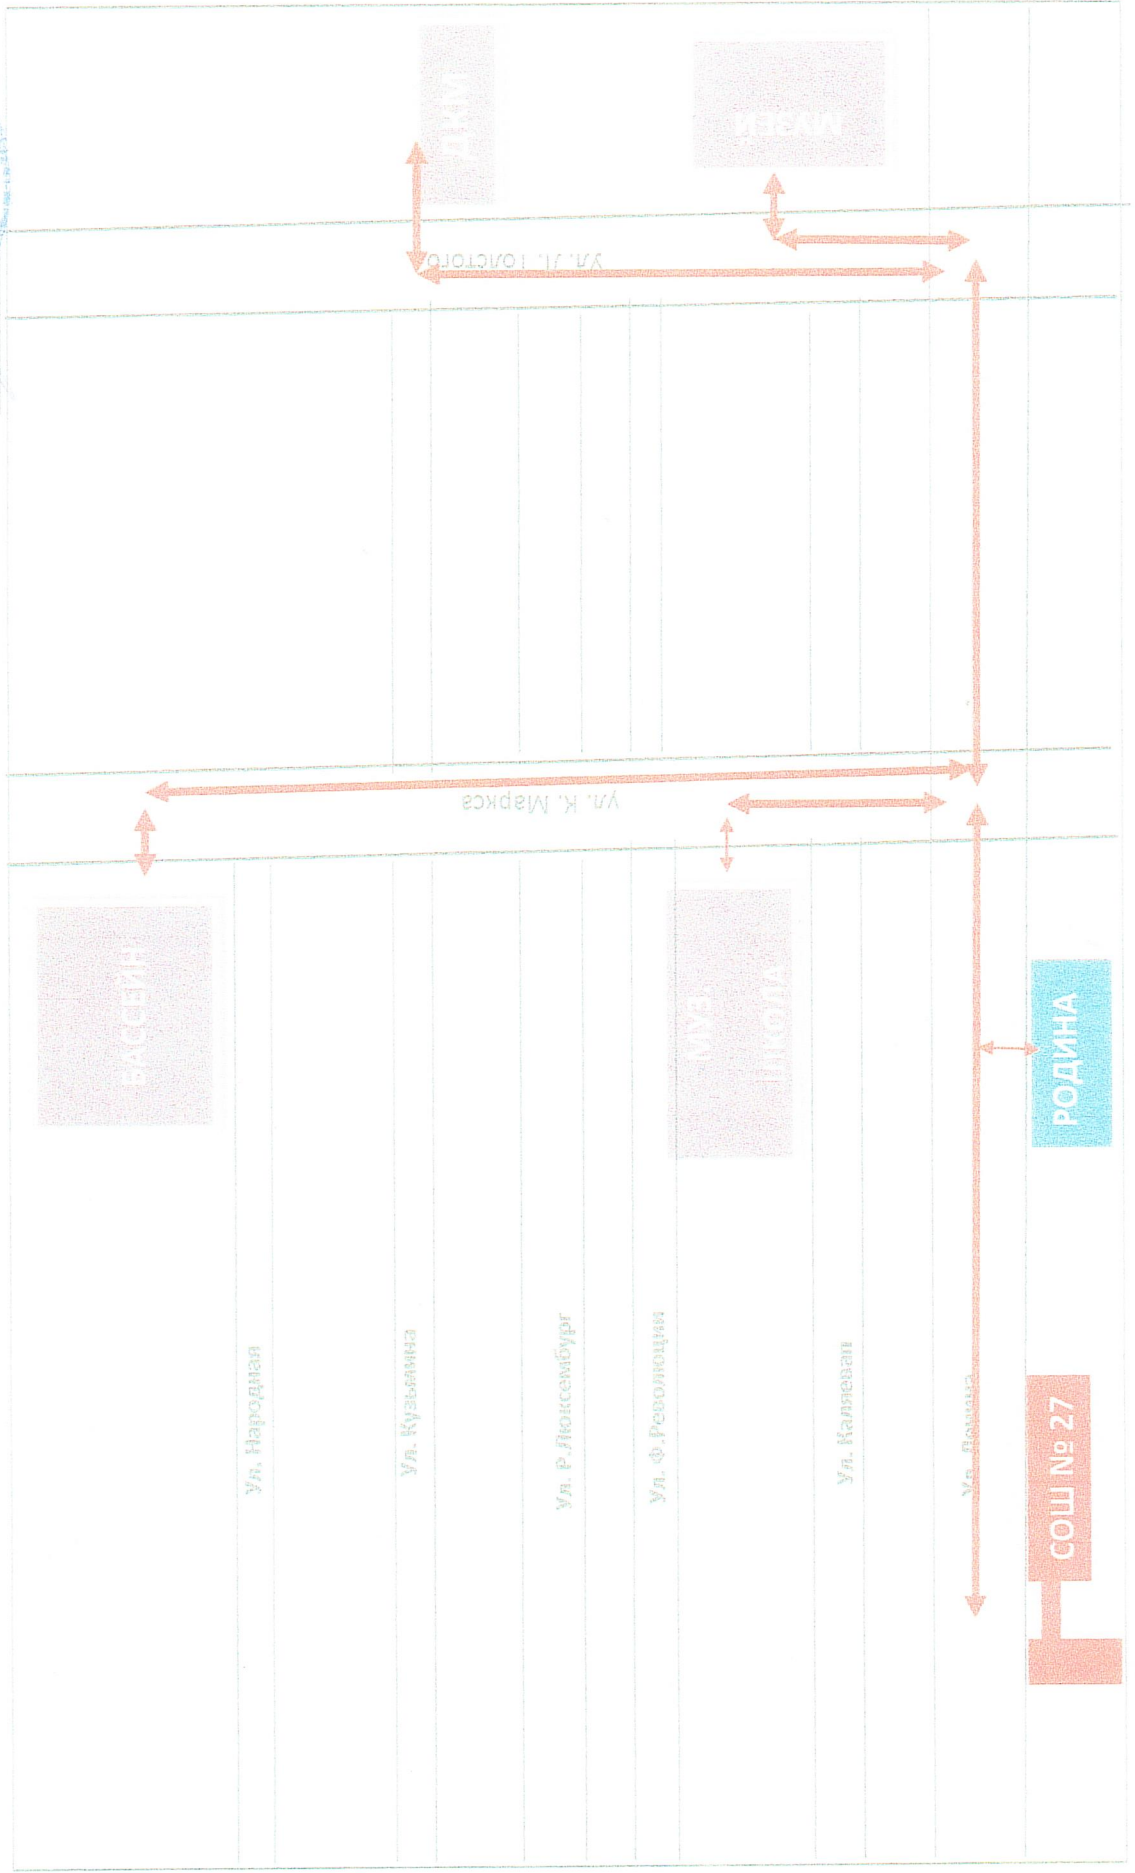 ДКМ
МУЗЕЙ
ул. Л. Толстого
ул. К. Маркса
БАССЕЙН
МУЗ.
ШКОЛА
РОДИНА
Ул. Народная
Ул. Кузьмина
Ул. Р.Люксембург
Ул. Ф.Революции
Ул. Каляева
СОШ № 27